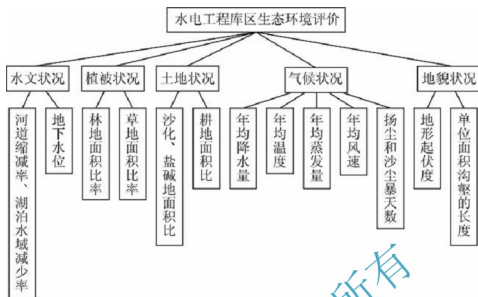 水电工程库区生态环境评价
水文状况
植被状况
土地状况
气候状况
地貌状况
河道缩减率、湖泊水域减少率
地下水位
林地面积比率
草地面积比率
沙化、盐碱地面积比
耕地面积比
年均降水量
年均温度
年均蒸发量
年均风速
扬尘和沙尘暴天数
地形起伏度
单位面积沟壑的长度
所有